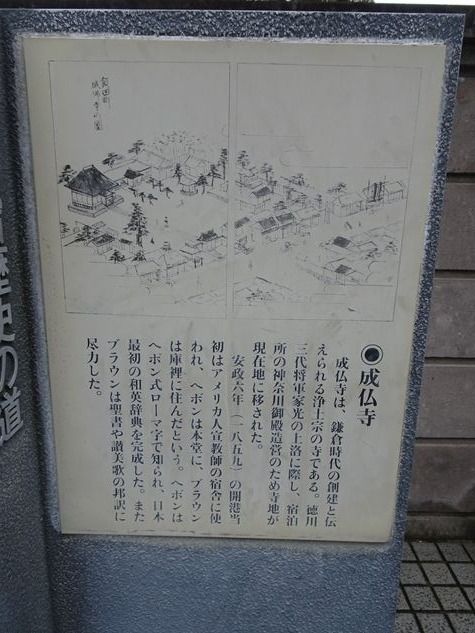 ◉成仏寺
成仏寺は、鎌倉時代の創建と伝
えられる浄土宗の寺である。徳川
三代将軍家光の上洛に際し、宿泊
所の神奈川御殿造営のため寺地が
現在地に移された。
安政六年(一八五九)の開港当
初はアメリカ人宣教師の宿舎に使
われ、ヘボンは本堂に、ブラウン
は庫裡に住んだという。ヘボンは
ヘボン式ローマ字で知られ、日本
最初の和英辞典を完成した。また
ブラウンは聖書や讃美歌の邦訳に
尽力した。
歴史の道